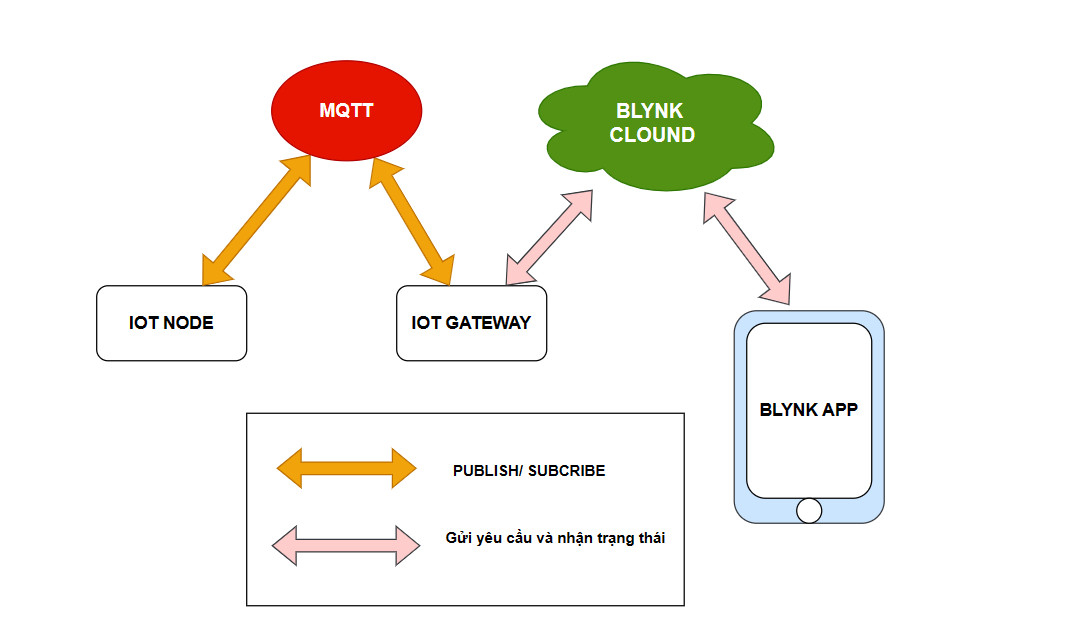 MQTT
BLYNK
CLOUND
IOT NODE
IOT GATEWAY
BLYNK APP
PUBLISH/ SUBCRIBE
Gửi yêu cầu và nhận trạng thái